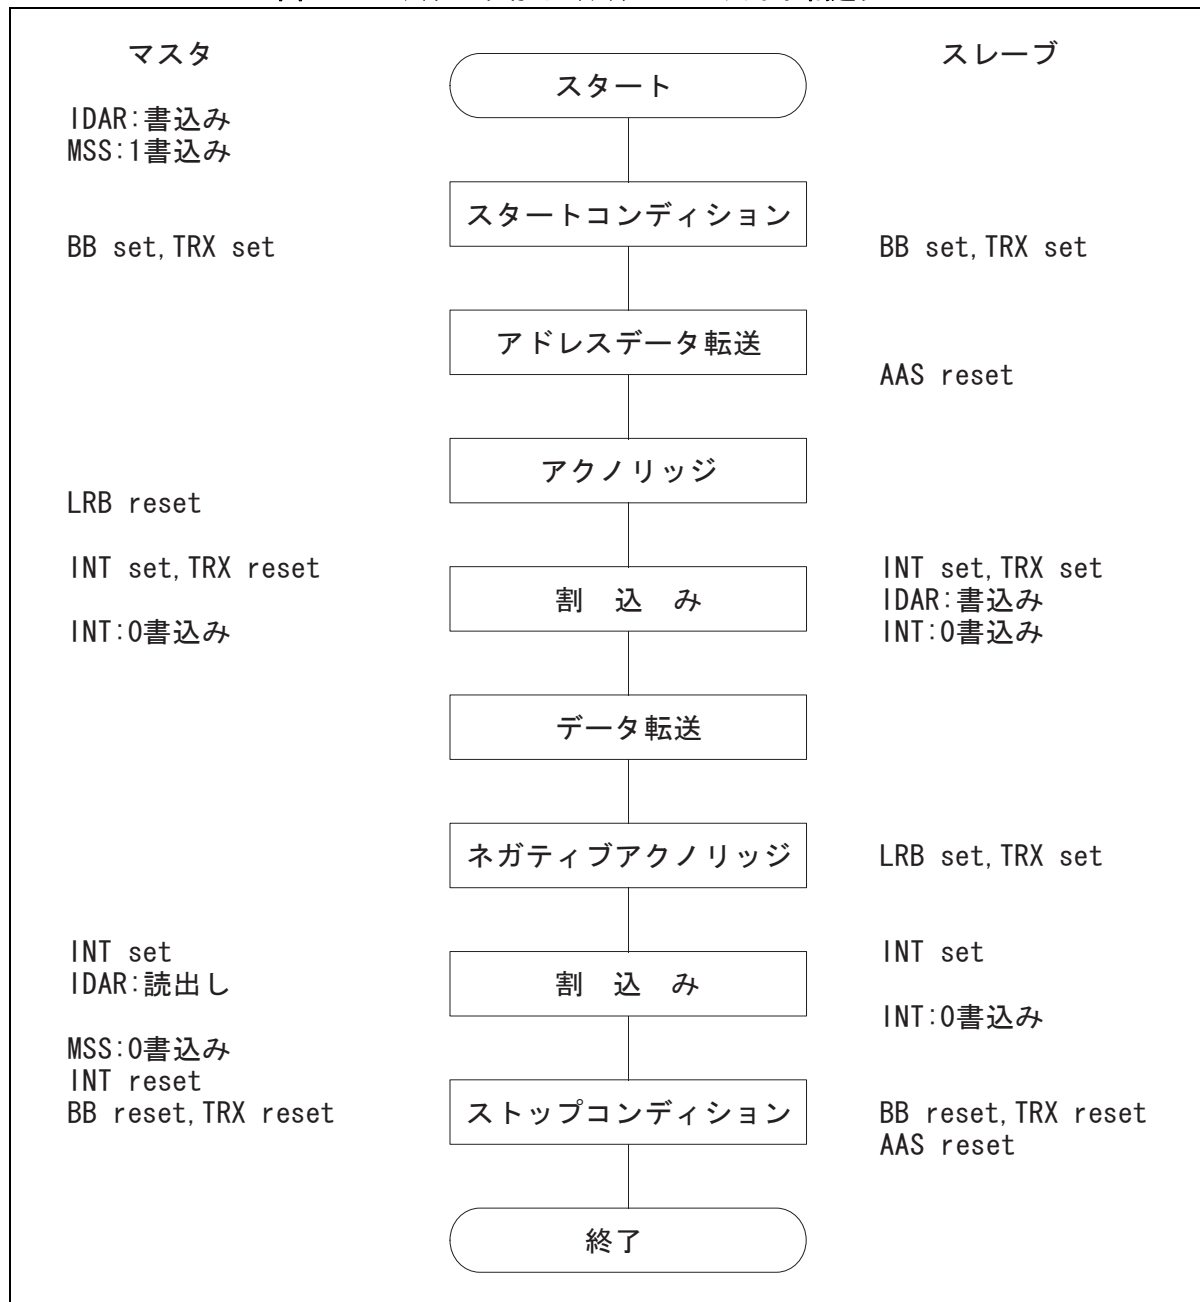 マスタ
スタート
スレーブ
IDAR:書込み
MSS:1書込み
スタートコンディション
BB set,TRX set
BB set,TRX set
アドレスデータ転送
AAS reset
アクノリッジ
LRB reset
INT set,TRX reset
INT set,TRX set
割 込 み
IDAR:書込み
INT:0書込み
INT:0書込み
データ転送
ネガティブアクノリッジ
LRB set,TRX set
INT set
INT set
IDAR:読出し
割 込 み
INT:0書込み
MSS:0書込み
INT reset
BB reset,TRX reset
ストップコンディション
BB reset,TRX reset
AAS reset
終了